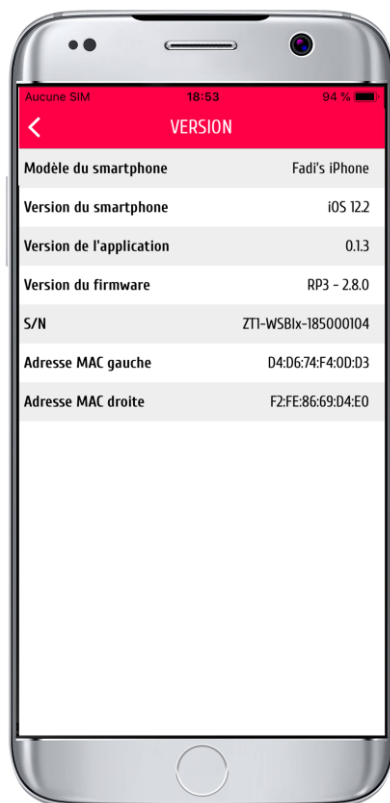 Aucune SIM 18:53 94 %
VERSION
Modèle du smartphone Fadi's iPhone
Version du smartphone iOS 12.2
Version de l'application 0.1.3
Version du firmware RP3 - 2.8.0
S/N ZT1-WSBIx-185000104
Adresse MAC gauche D4:D6:74:F4:0D:D3
Adresse MAC droite F2:FE:86:69:D4:E0